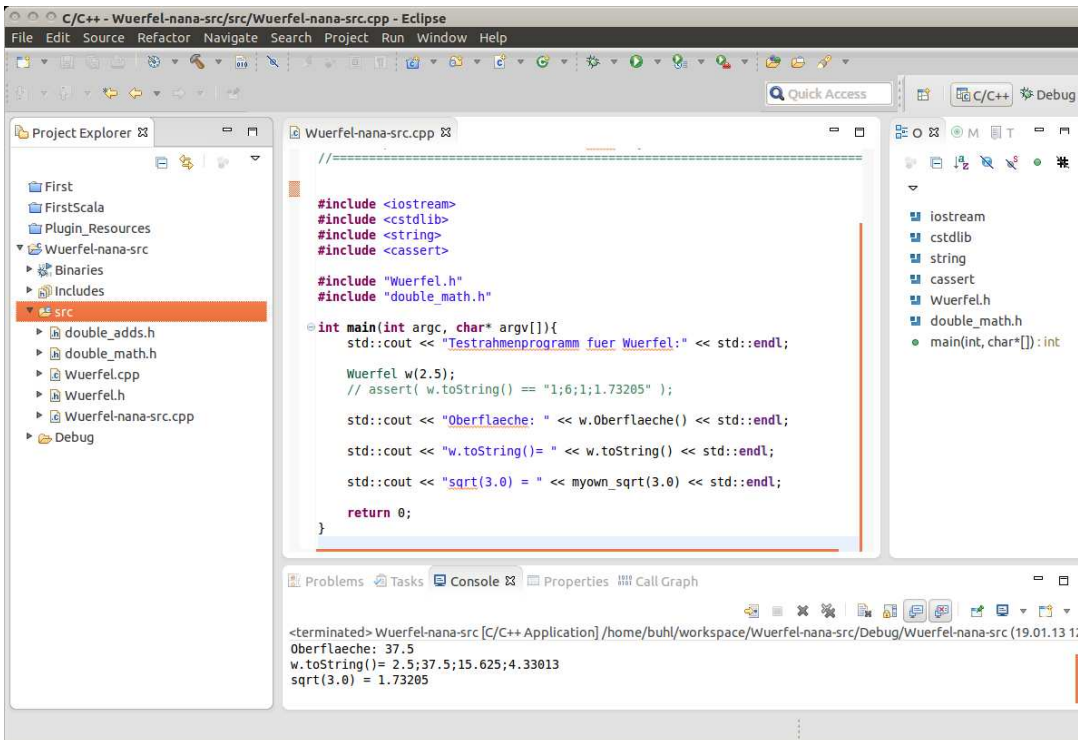 C/C++ - Wuerfel-nana-src/src/Wuerfel-nana-src.cpp - Eclipse
File Edit Source Refactor Navigate Search Project Run Window Help
Quick Access
C/C++
Debug
Project Explorer
First
FirstScala
Plugin_Resources
Wuerfel-nana-src
Binaries
Includes
src
double_adds.h
double_math.h
Wuerfel.cpp
Wuerfel.h
Wuerfel-nana-src.cpp
Debug
Wuerfel-nana-src.cpp
//=========================================================================
#include <iostream>
#include <cstdlib>
#include <string>
#include <cassert>
#include "Wuerfel.h"
#include "double_math.h"
int main(int argc, char* argv[]){
std::cout << "Testrahmenprogramm fuer Wuerfel:" << std::endl;
Wuerfel w(2.5);
// assert( w.toString() == "1;6;1;1.73205" );
std::cout << "Oberflaeche: " << w.Oberflaeche() << std::endl;
std::cout << "w.toString()= " << w.toString() << std::endl;
std::cout << "sqrt(3.0) = " << myown_sqrt(3.0) << std::endl;
return 0;
}
O M T
iostream
cstdlib
string
cassert
Wuerfel.h
double_math.h
main(int, char*[]) : int
Problems Tasks Console Properties Call Graph
<terminated> Wuerfel-nana-src [C/C++ Application] /home/buhl/workspace/Wuerfel-nana-src/Debug/Wuerfel-nana-src (19.01.13 12
Oberflaeche: 37.5
w.toString()= 2.5;37.5;15.625;4.33013
sqrt(3.0) = 1.73205